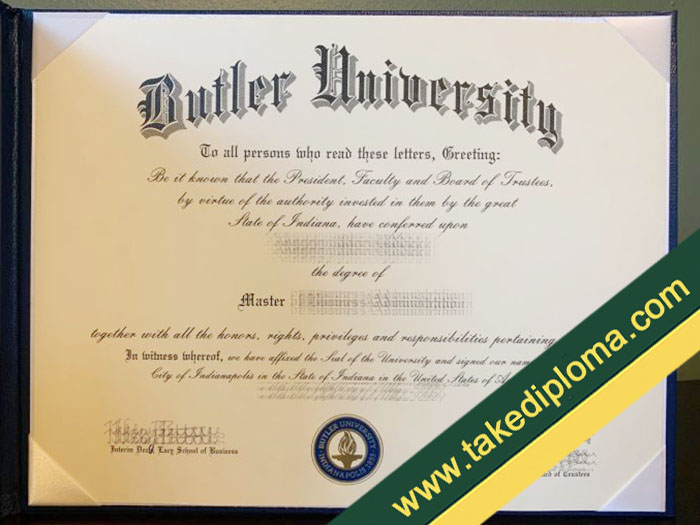 Butler University
To all persons who read these letters, Greeting:
Be it known that the President, Faculty and Board of Trustees,
by virtue of the authority invested in them by the great
State of Indiana, have conferred upon
the degree of
Master
together with all the honors, rights, privileges and responsibilities pertaining
In witness whereof, we have affixed the Seal of the University and signed our
City of Indianapolis in the State of Indiana in the United States of
Interim Dean, Lacy School of Business
BUTLER UNIVERSITY
INDIANAPOLIS 1855
of Trustees
www.takediploma.com